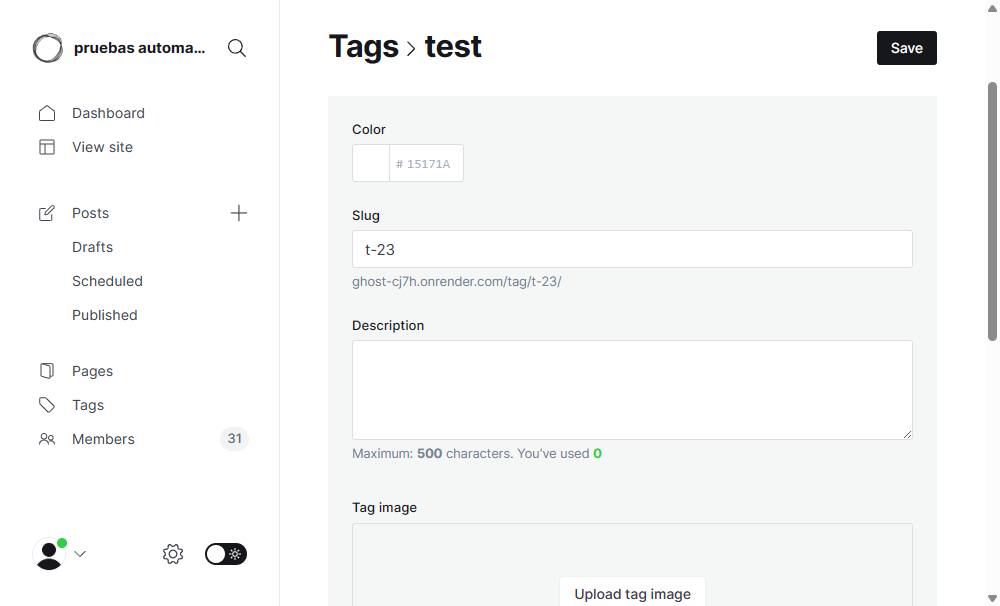 pruebas automa...
Dashboard
View site
Posts
Drafts
Scheduled
Published
Pages
Tags
Members
31
Tags > test
Save
Color
# 15171A
Slug
t-23
ghost-cj7h.onrender.com/tag/t-23/
Description
Maximum: 500 characters. You’ve used 0
Tag image
Upload tag image